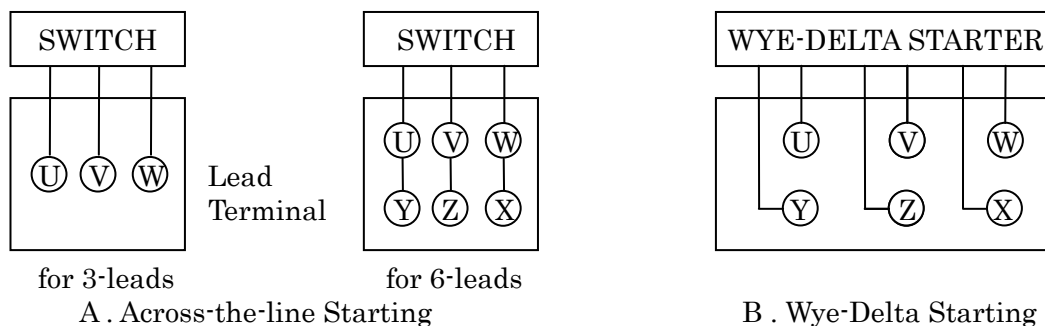 SWITCH
SWITCH
WYE-DELTA STARTER
U V W
Y Z X
U V W
U V W
Y Z X
Lead
Terminal
for 3-leads
for 6-leads
A . Across-the-line Starting
B . Wye-Delta Starting